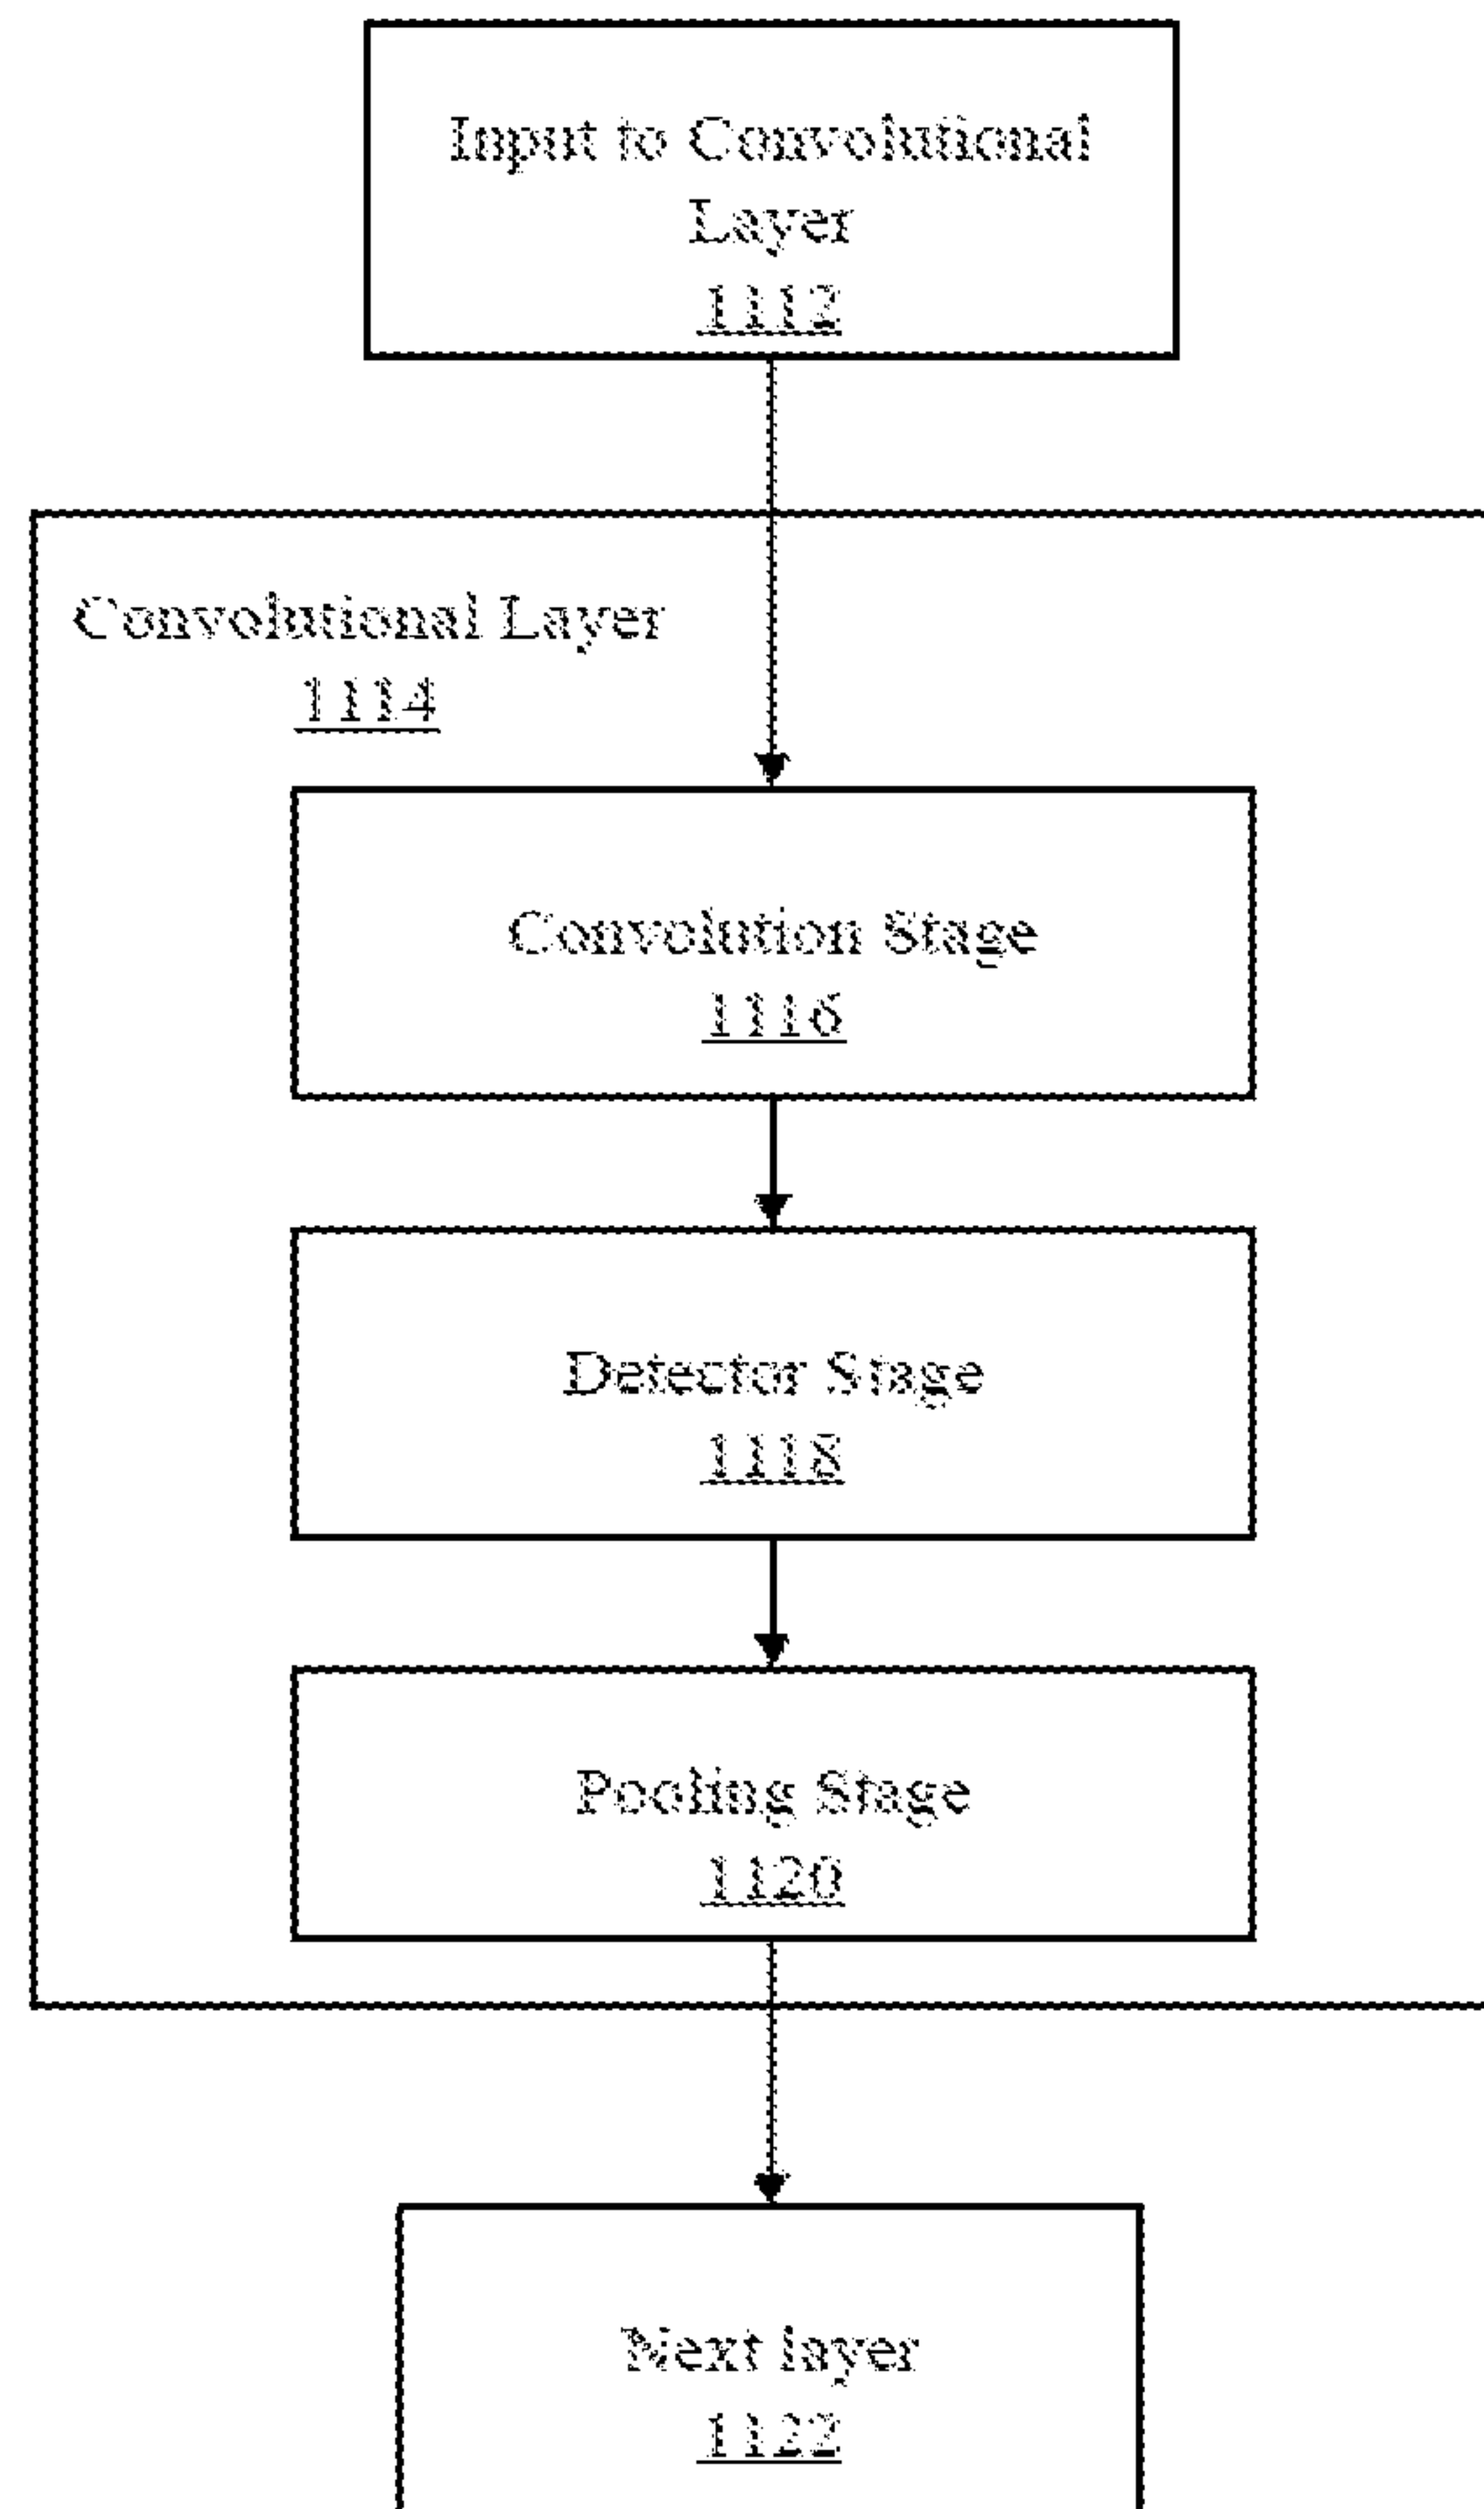 Input to Convolutional
Layer
1112
Convolutional Layer
1114
Convolution Stage
1116
Detector Stage
1118
Pooling Stage
1120
Next layer
1122